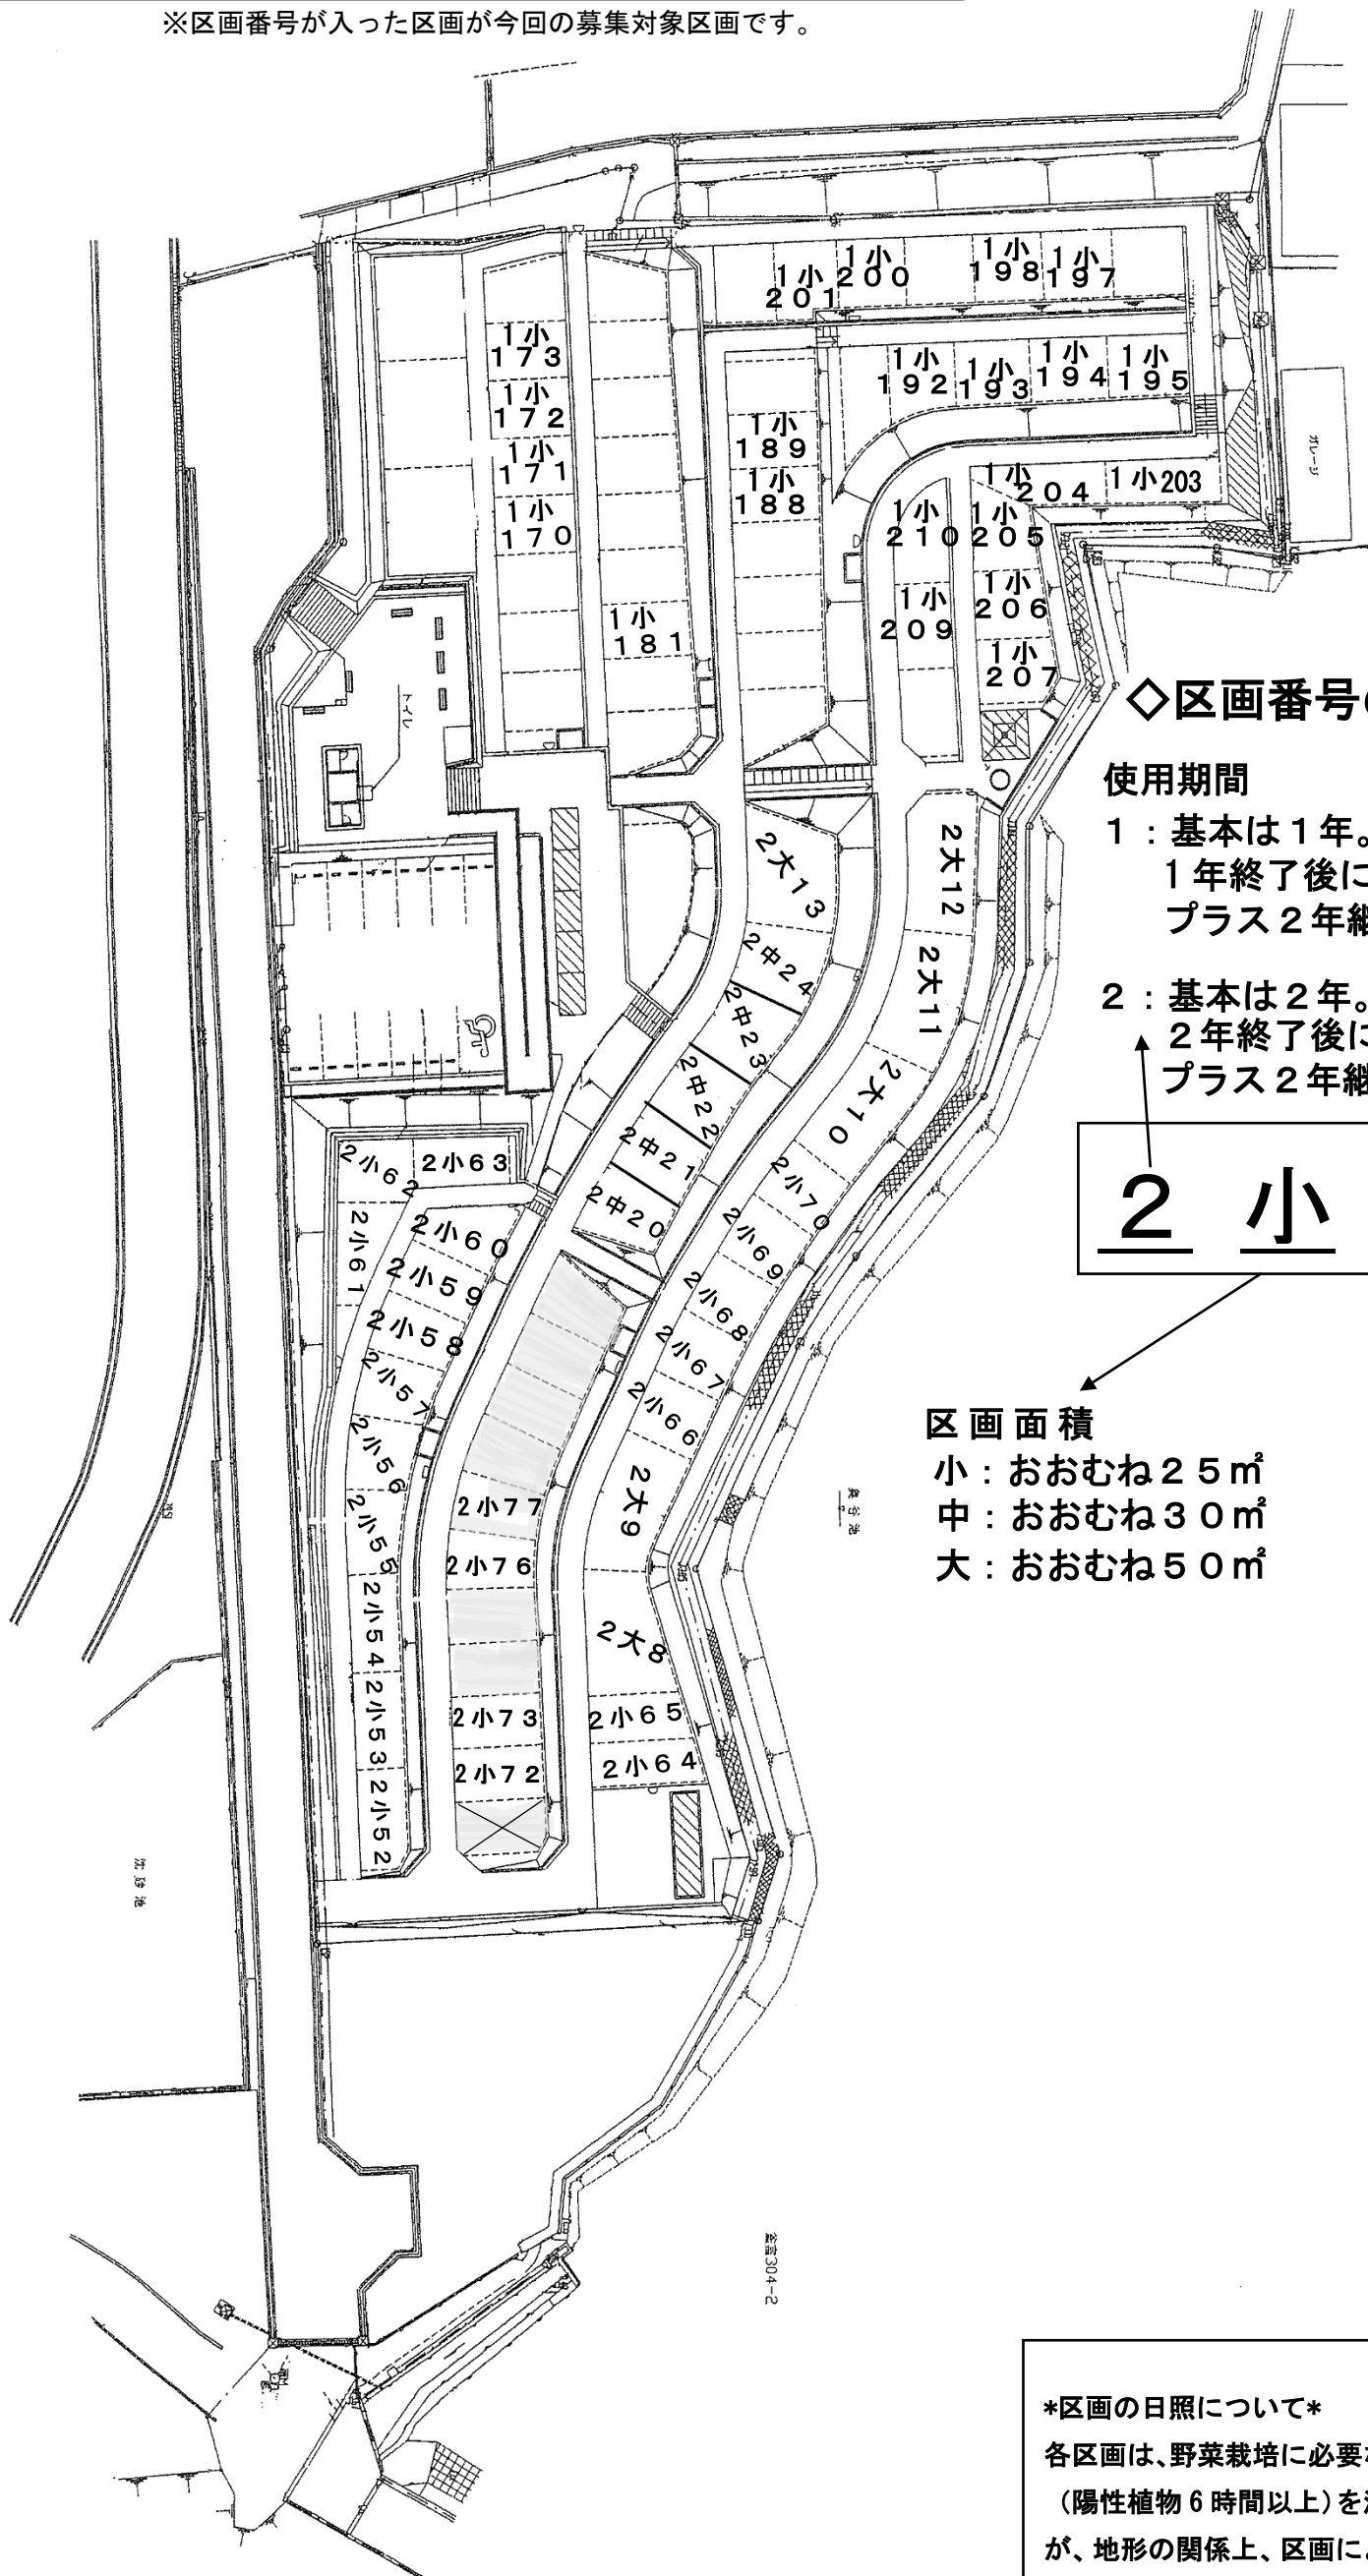 ※区画番号が入った区画が今回の募集対象区画です。
1小
201
1小
200
1小
198
1小
197
1小
173
1小
172
1小
171
1小
170
1小
181
1小
189
1小
188
1小
192
1小
193
1小
194
1小
195
ガレージ
1小
204
1小203
1小
210
1小
205
1小
209
1小
206
1小
207
トイレ
◇区画番号
使用期間
1：基本は１年。
１年終了後に
プラス２年継
2：基本は２年。
２年終了後に
プラス２年継
２ 小
区画面積
小：おおむね２５㎡
中：おおむね３０㎡
大：おおむね５０㎡
2大13
2大12
2中24
2大11
2中23
2中22
2大10
2中21
2中20
2小70
2小69
2小68
2小67
2小66
2大9
2大8
2小65
2小64
2小62
2小63
2小61
2小60
2小59
2小58
2小57
2小56
2小55
2小54
2小53
2小52
2小77
2小76
2小73
2小72
奥谷池
沈砂池
304-2
*区画の日照について*
各区画は、野菜栽培に必要
（陽性植物６時間以上）を
が、地形の関係上、区画に